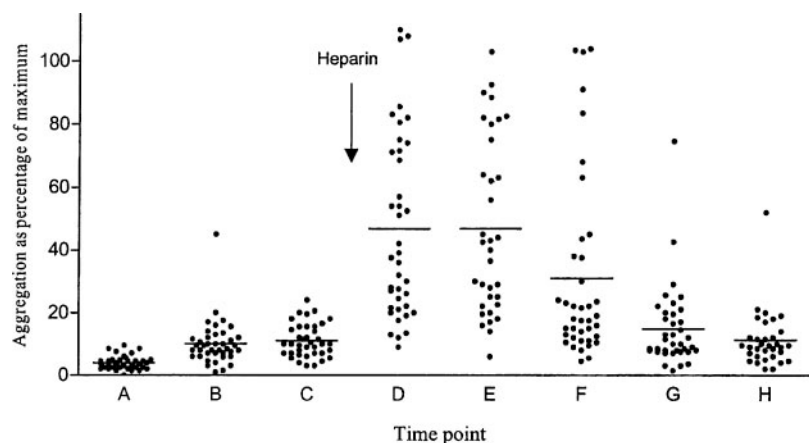 Aggregation as percentage of maximum
100
80
60
40
20
0
Heparin
A B C D E F G H
Time point